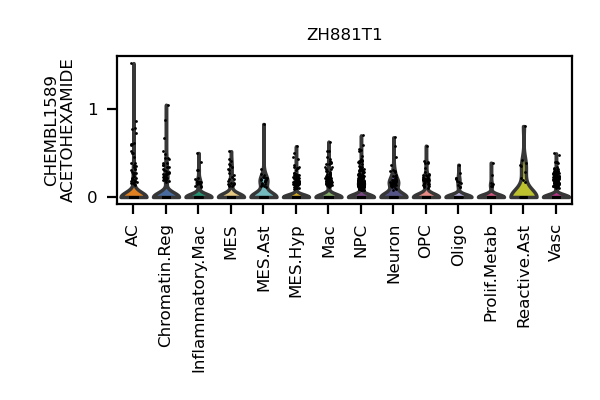 ZH881T1
CHEMBL1589
ACETOHEXAMIDE
1
0
AC
Chromatin.Reg
Inflammatory.Mac
MES
MES.Ast
MES.Hyp
Mac
NPC
Neuron
OPC
Oligo
Prolif.Metab
Reactive.Ast
Vasc